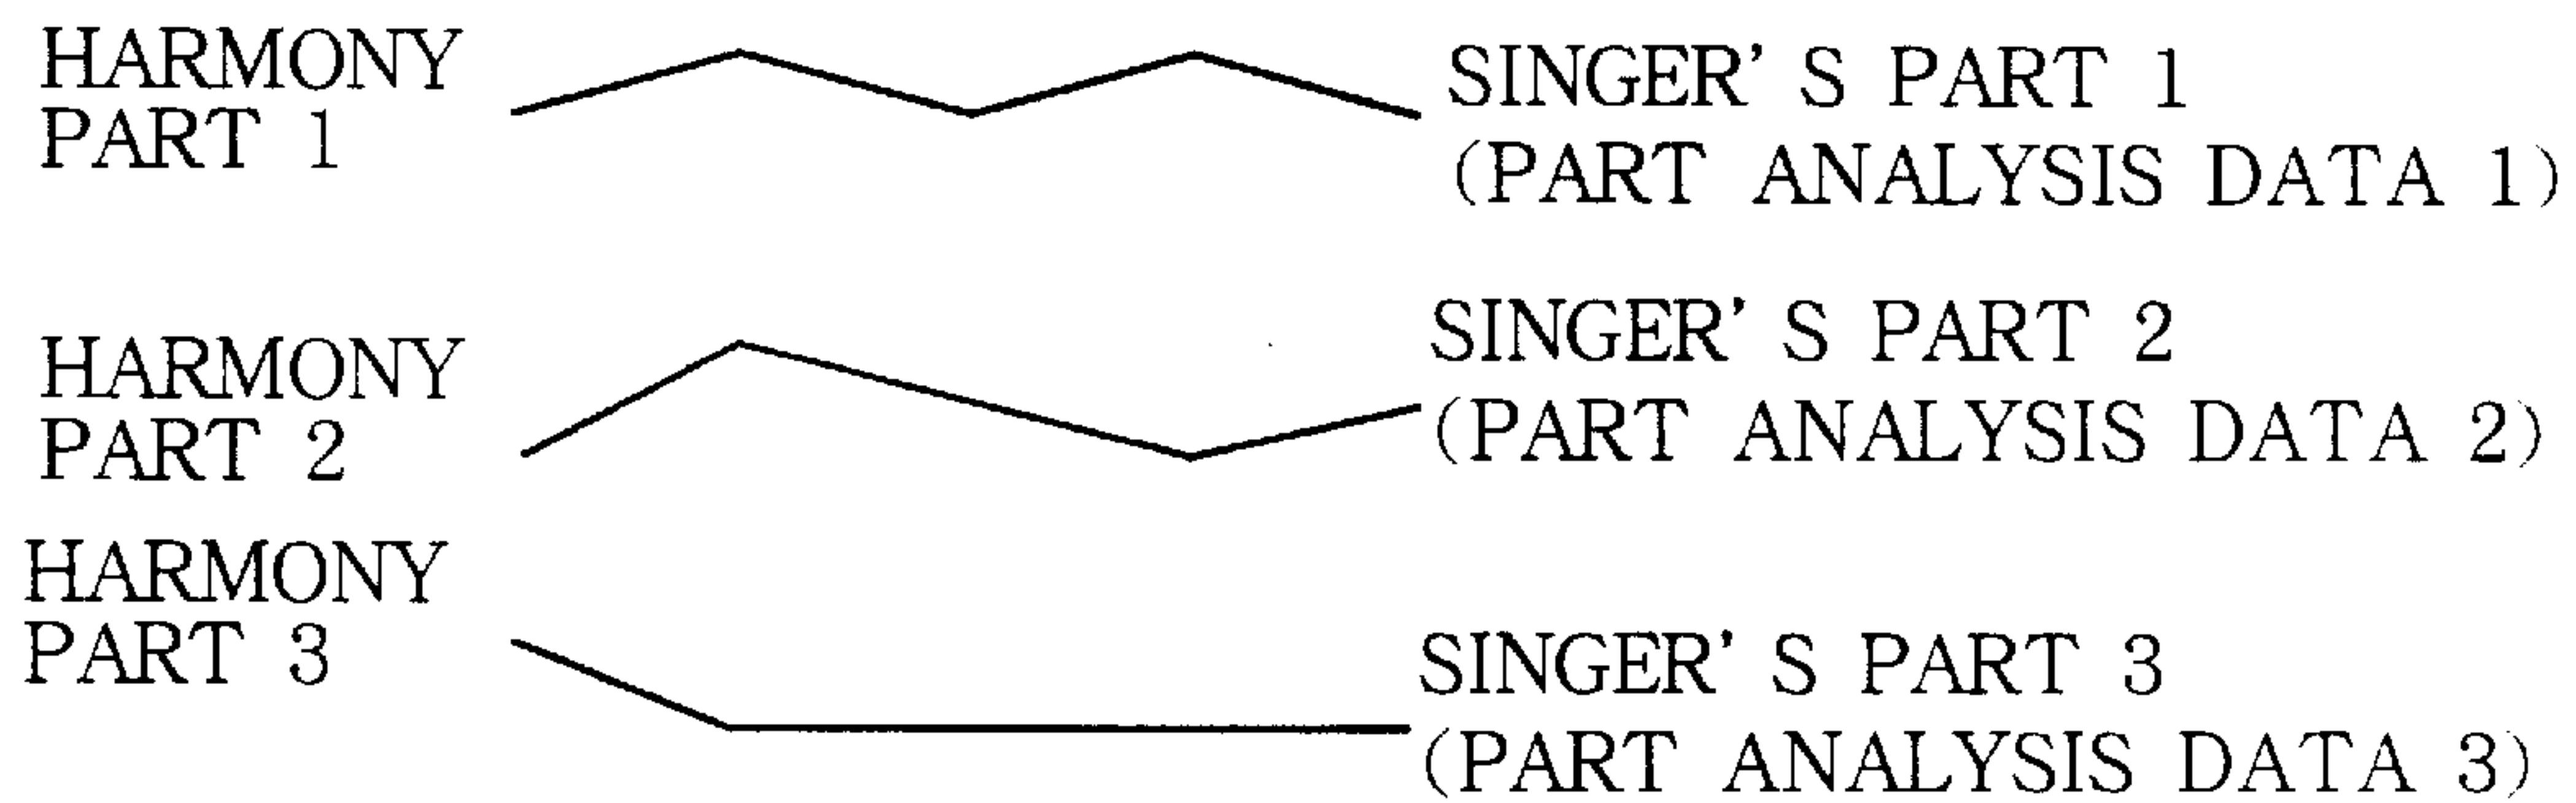 HARMONY
PART 1
SINGER'S PART 1
(PART ANALYSIS DATA 1)
HARMONY
PART 2
SINGER'S PART 2
(PART ANALYSIS DATA 2)
HARMONY
PART 3
SINGER'S PART 3
(PART ANALYSIS DATA 3)